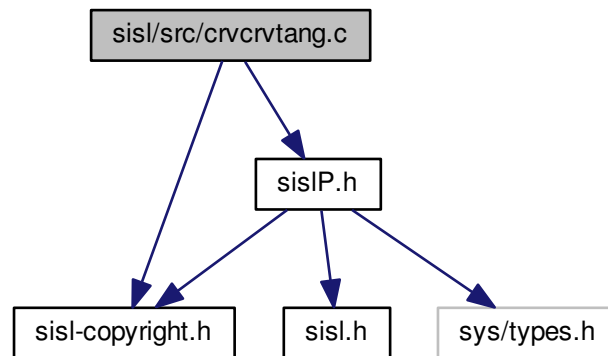 sisl/src/crvcrvtang.c
sislP.h
sisl-copyright.h
sisl.h
sys/types.h